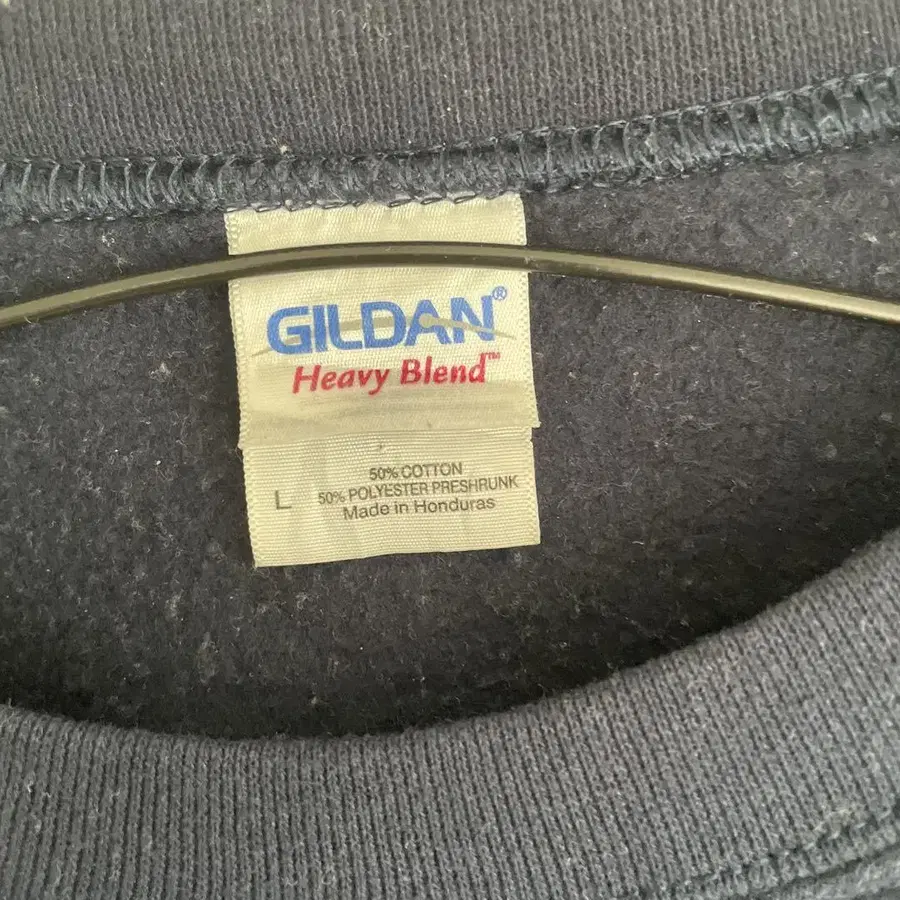 GILDAN®
Heavy Blend™
50% COTTON
L 50% POLYESTER PRESHRUNK
Made in Honduras